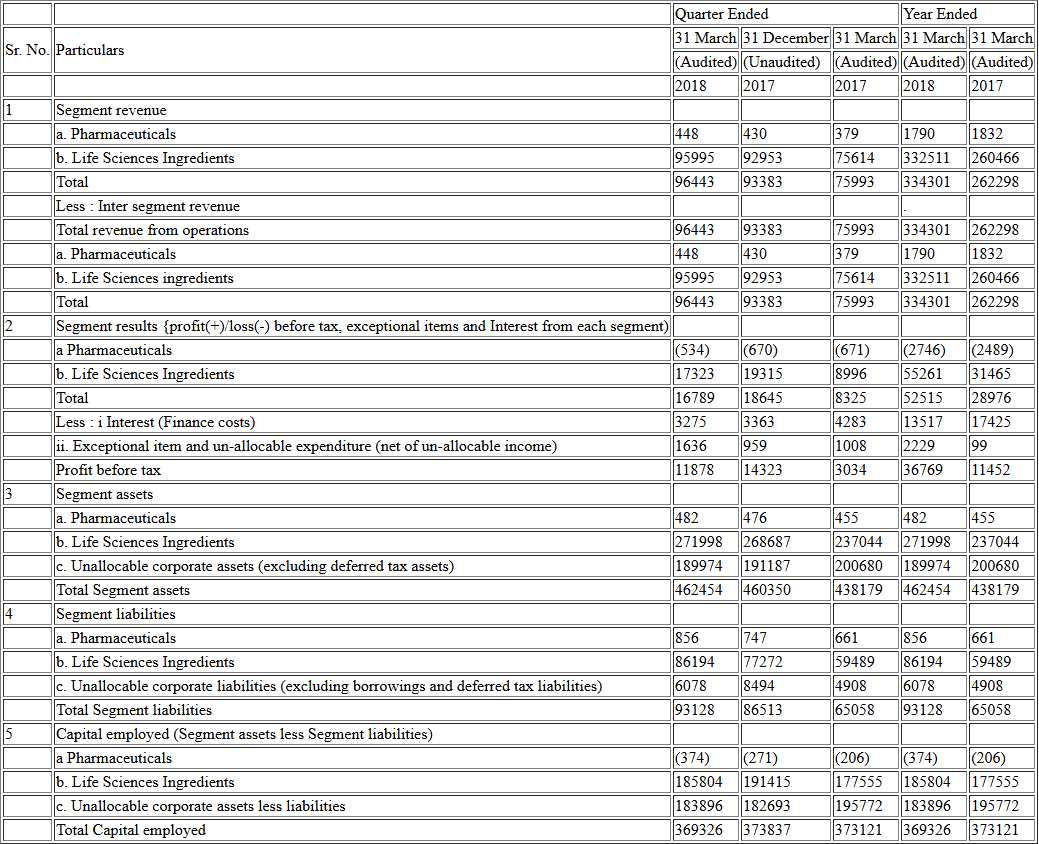 Quarter Ended Year Ended
Sr. No. Particulars 31 March 31 December 31 March 31 March 31 March
(Audited) (Unaudited) (Audited) (Audited) (Audited)
2018 2017 2017 2018 2017
1 Segment revenue
a. Pharmaceuticals 448 430 379 1790 1832
b. Life Sciences Ingredients 95995 92953 75614 332511 260466
Total 96443 93383 75993 334301 262298
Less : Inter segment revenue .
Total revenue from operations 96443 93383 75993 334301 262298
a. Pharmaceuticals 448 430 379 1790 1832
b. Life Sciences ingredients 95995 92953 75614 332511 260466
Total 96443 93383 75993 334301 262298
2 Segment results {profit(+)/loss(-) before tax, exceptional items and Interest from each segment)
a Pharmaceuticals (534) (670) (671) (2746) (2489)
b. Life Sciences Ingredients 17323 19315 8996 55261 31465
Total 16789 18645 8325 52515 28976
Less : i Interest (Finance costs) 3275 3363 4283 13517 17425
ii. Exceptional item and un-allocable expenditure (net of un-allocable income) 1636 959 1008 2229 99
Profit before tax 11878 14323 3034 36769 11452
3 Segment assets
a. Pharmaceuticals 482 476 455 482 455
b. Life Sciences Ingredients 271998 268687 237044 271998 237044
c. Unallocable corporate assets (excluding deferred tax assets) 189974 191187 200680 189974 200680
Total Segment assets 462454 460350 438179 462454 438179
4 Segment liabilities
a. Pharmaceuticals 856 747 661 856 661
b. Life Sciences Ingredients 86194 77272 59489 86194 59489
c. Unallocable corporate liabilities (excluding borrowings and deferred tax liabilities) 6078 8494 4908 6078 4908
Total Segment liabilities 93128 86513 65058 93128 65058
5 Capital employed (Segment assets less Segment liabilities)
a Pharmaceuticals (374) (271) (206) (374) (206)
b. Life Sciences Ingredients 185804 191415 177555 185804 177555
c. Unallocable corporate assets less liabilities 183896 182693 195772 183896 195772
Total Capital employed 369326 373837 373121 369326 373121